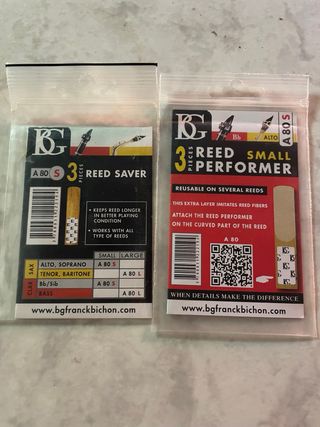 BG
A 80 S
3
PIECES
REED SAVER
• KEEPS REED LONGER
IN BETTER PLAYING
CONDITION
• WORKS WITH ALL
TYPE OF REEDS
SMALL LARGE
SAX
ALTO, SOPRANO A 80 S
TENOR, BARITONE A 80 L
CLAR
Bb/Sib A 80 S
BASS A 80 L
www.bgfranckbichon.com
BG
Bb
ALTO
A 80 S
3
PIECES
REED SMALL
PERFORMER
REUSABLE ON SEVERAL REEDS
THIS EXTRA LAYER IMITATES REED FIBERS
ATTACH THE REED PERFORMER
ON THE CURVED PART OF THE REED
A 80
WHEN DETAILS MAKE THE DIFFERENCE
www.bgfranckbichon.com